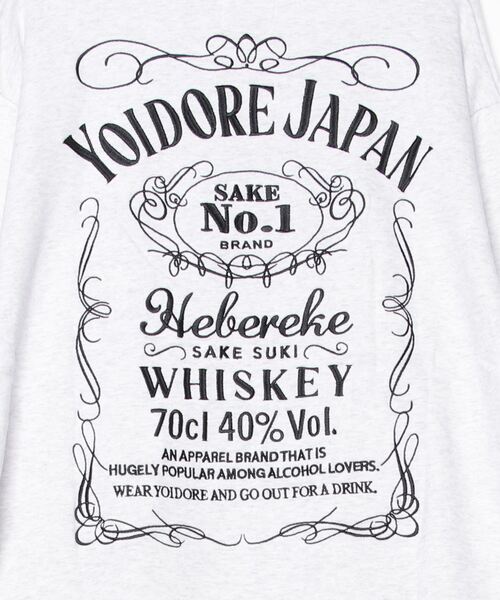 YOIDORE JAPAN
SAKE
No.1
BRAND
Hebereke
SAKE SUKI
WHISKEY
70cl 40% Vol.
AN APPAREL BRAND THAT IS
HUGELY POPULAR AMONG ALCOHOL LOVERS.
WEAR YOIDORE AND GO OUT FOR A DRINK.